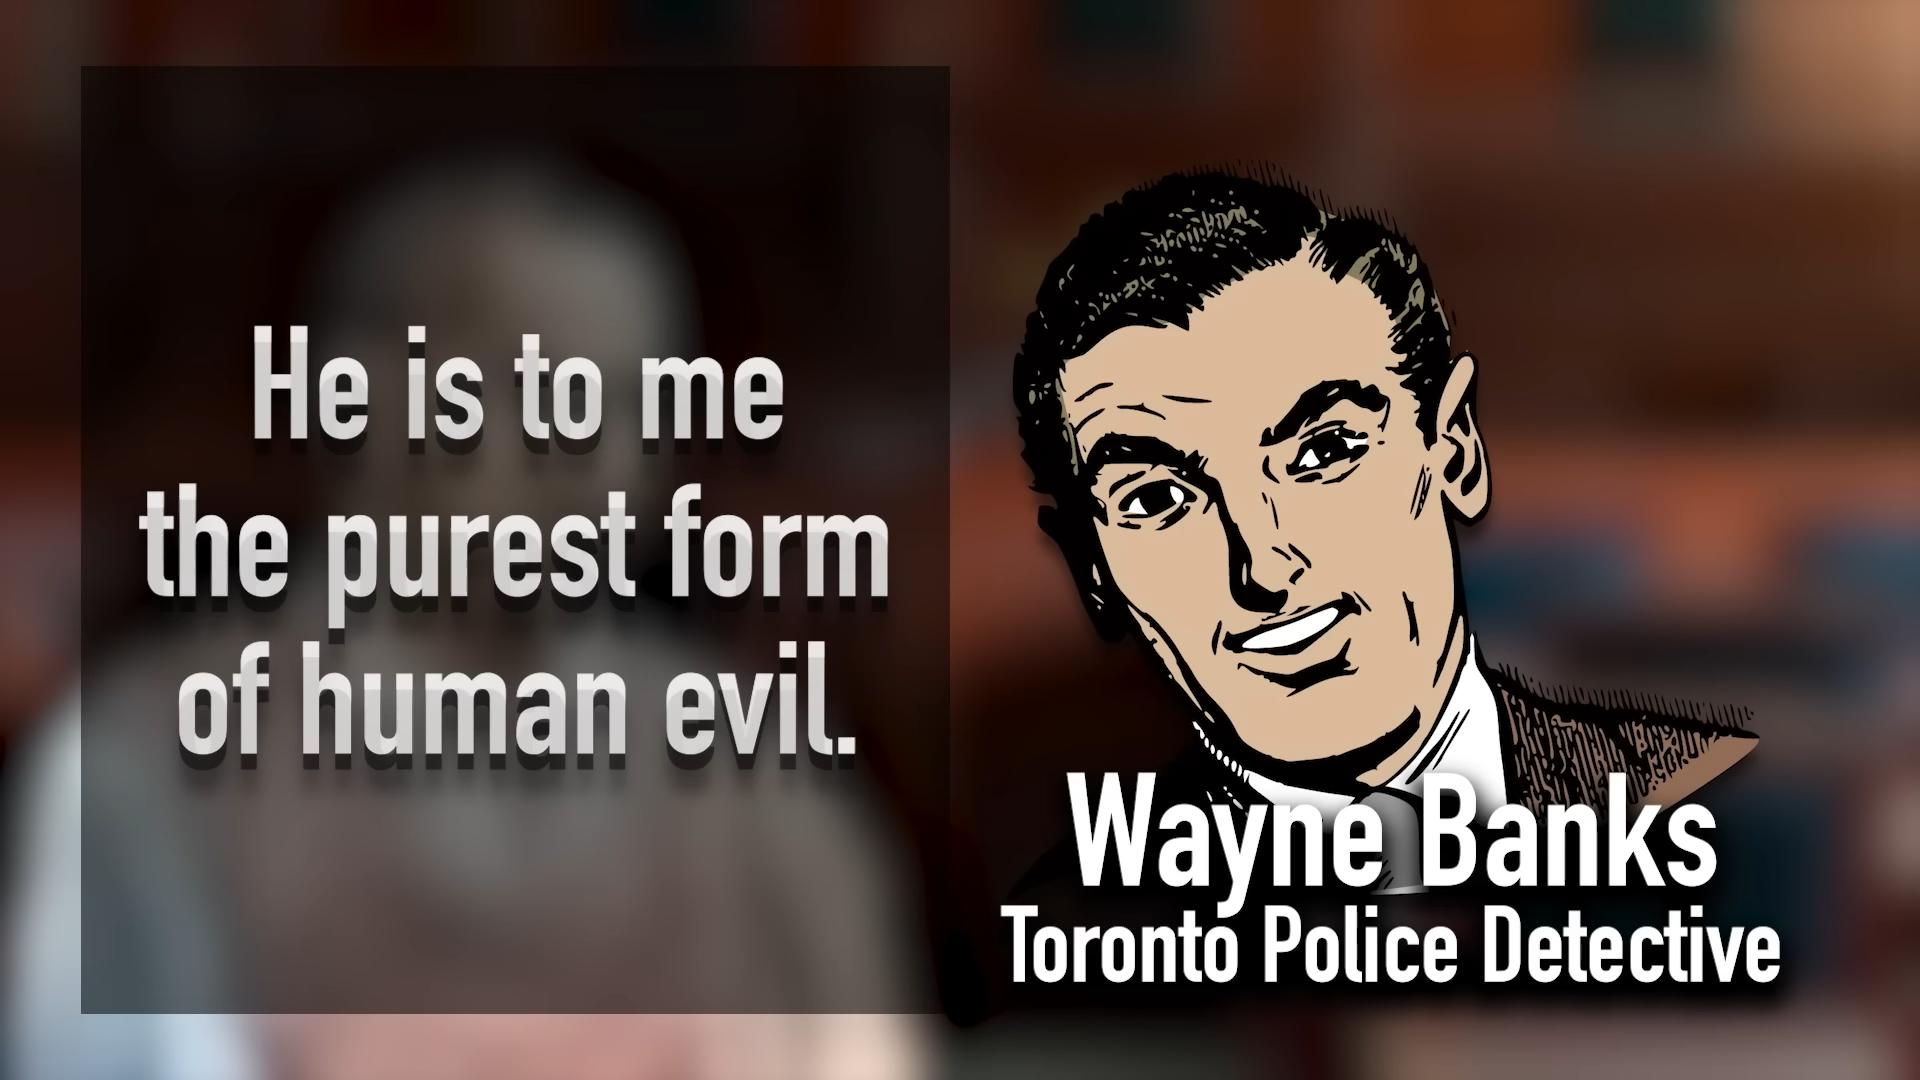 He is to me
the purest form
of human evil.
Wayne Banks
Toronto Police Detective